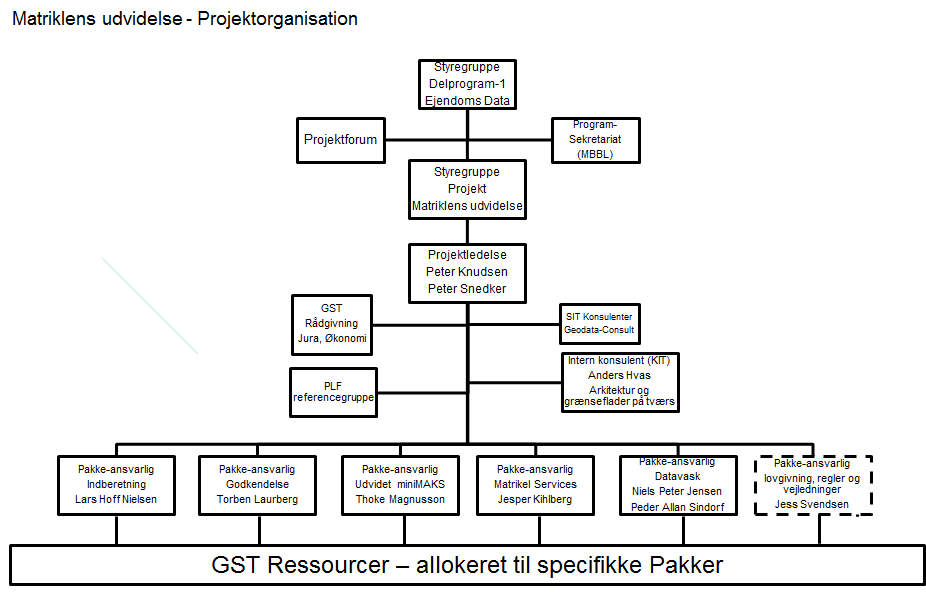 Matriklens udvidelse - Projektorganisation
Styregruppe
Delprogram-1
Ejendoms Data
Projektforum
Program-
Sekretariat
(MBBL)
Styregruppe
Projekt
Matriklens udvidelse
Projektledelse
Peter Knudsen
Peter Snedker
GST
Rådgivning
Jura, Økonomi
SIT Konsulenter
Geodata-Consult
PLF
referencegruppe
Intern konsulent (KIT)
Anders Hvas
Arkitektur og
grænseflader på tværs
Pakke-ansvarlig
Indberetning
Lars Hoff Nielsen
Pakke-ansvarlig
Godkendelse
Torben Laurberg
Pakke-ansvarlig
Udvidet miniMAKS
Thoke Magnusson
Pakke-ansvarlig
Matrikel Services
Jesper Kihlberg
Pakke-ansvarlig
Datavask
Niels Peter Jensen
Peder Allan Sindorf
Pakke-ansvarlig
lovgivning, regler og
vejledninger
Jess Svendsen
GST Ressourcer – allokeret til specifikke Pakker